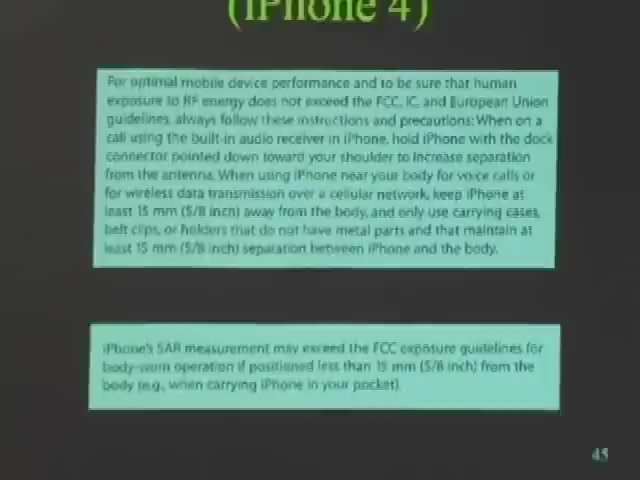 (iPhone 4)
For optimal mobile device performance and to be sure that human
exposure to RF energy does not exceed the FCC, IC, and European Union
guidelines, always follow these instructions and precautions: When on a
call using the built-in audio receiver in iPhone, hold iPhone with the dock
connector pointed down toward your shoulder to increase separation
from the antenna. When using iPhone near your body for voice calls or
for wireless data transmission over a cellular network, keep iPhone at
least 15 mm (5/8 inch) away from the body, and only use carrying cases,
belt clips, or holders that do not have metal parts and that maintain at
least 15 mm (5/8 inch) separation between iPhone and the body.
iPhone's SAR measurement may exceed the FCC exposure guidelines for
body-worn operation if positioned less than 15 mm (5/8 inch) from the
body (e.g., when carrying iPhone in your pocket).
45